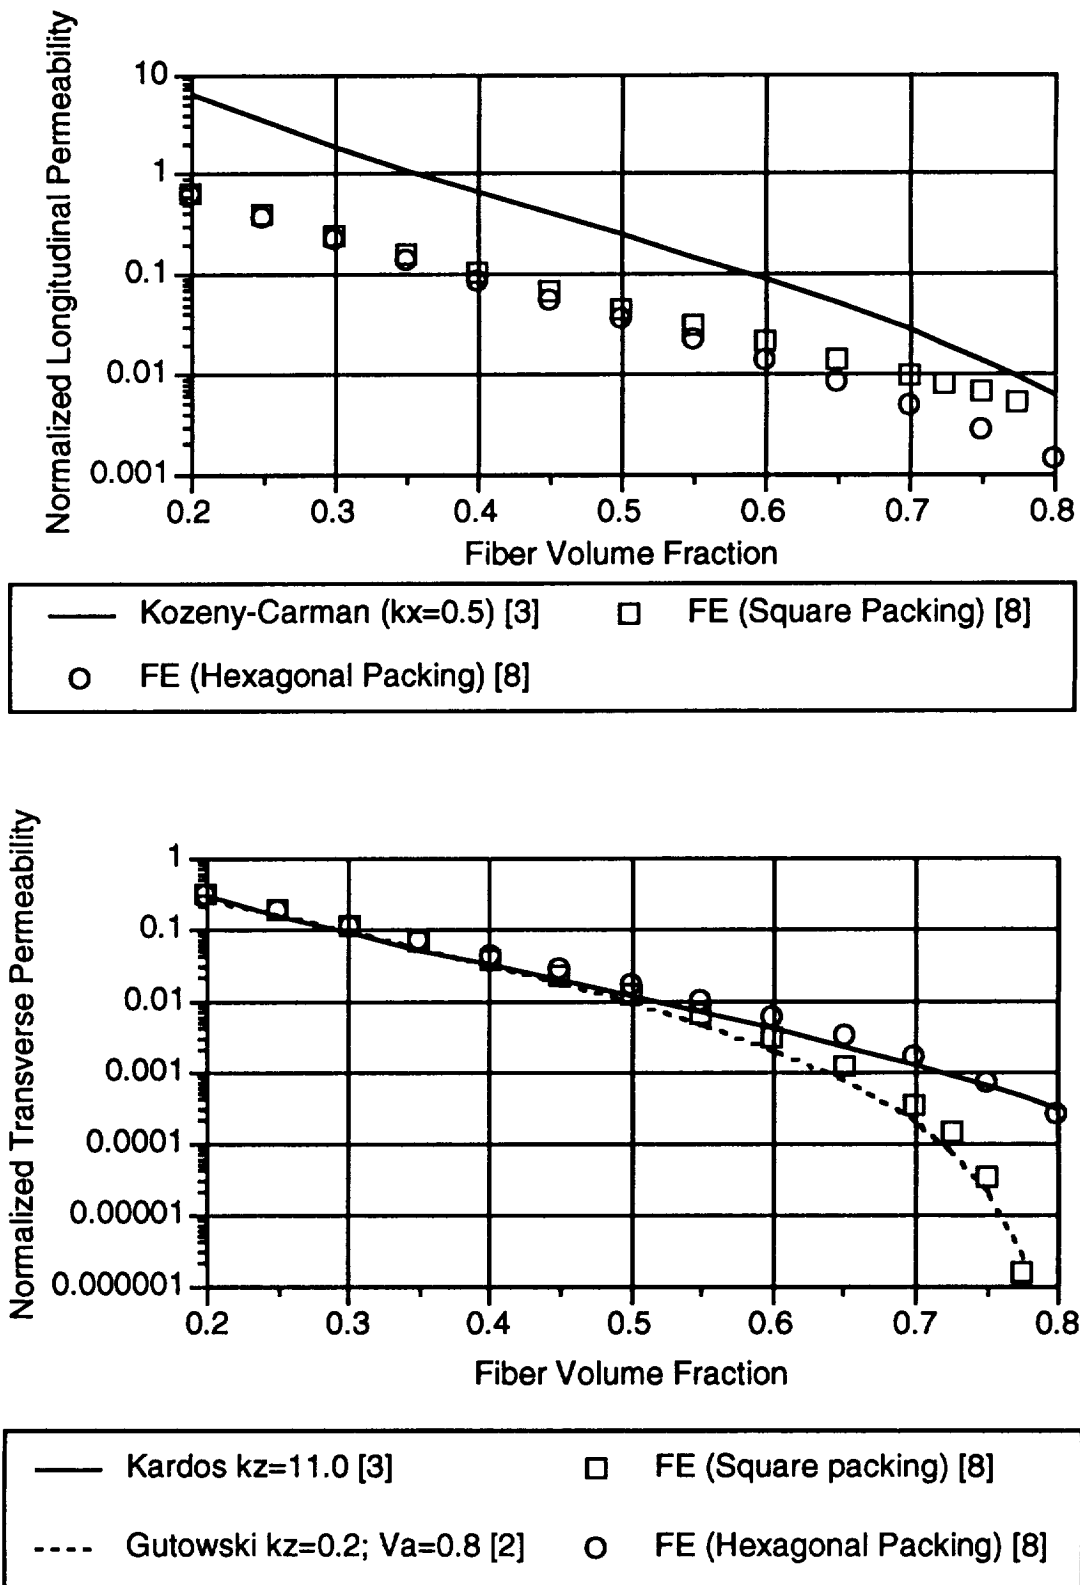 Normalized Longitudinal Permeability
10
1
0.1
0.01
0.001
0.2 0.3 0.4 0.5 0.6 0.7 0.8
Fiber Volume Fraction
Kozeny-Carman (kx=0.5) [3]
FE (Square Packing) [8]
FE (Hexagonal Packing) [8]
Normalized Transverse Permeability
1
0.1
0.01
0.001
0.0001
0.00001
0.000001
0.2 0.3 0.4 0.5 0.6 0.7 0.8
Fiber Volume Fraction
Kardos kz=11.0 [3]
FE (Square packing) [8]
Gutowski kz=0.2; Va=0.8 [2]
FE (Hexagonal Packing) [8]